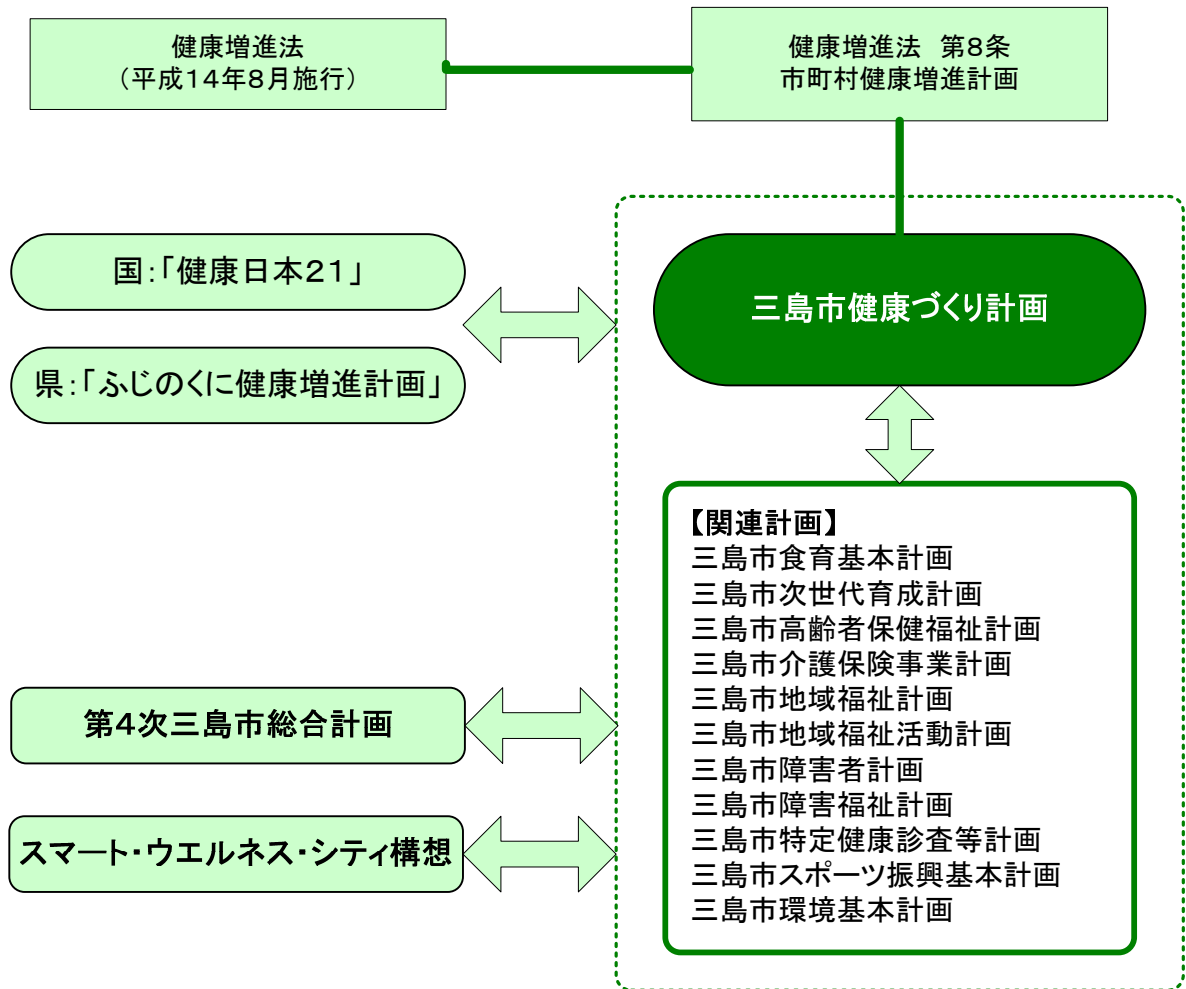 健康増進法
（平成14年8月施行）
健康増進法　第8条
市町村健康増進計画
国：「健康日本21」
県：「ふじのくに健康増進計画」
三島市健康づくり計画
【関連計画】
三島市食育基本計画
三島市次世代育成計画
三島市高齢者保健福祉計画
三島市介護保険事業計画
三島市地域福祉計画
三島市地域福祉活動計画
三島市障害者計画
三島市障害福祉計画
三島市特定健康診査等計画
三島市スポーツ振興基本計画
三島市環境基本計画
第4次三島市総合計画
スマート・ウエルネス・シティ構想